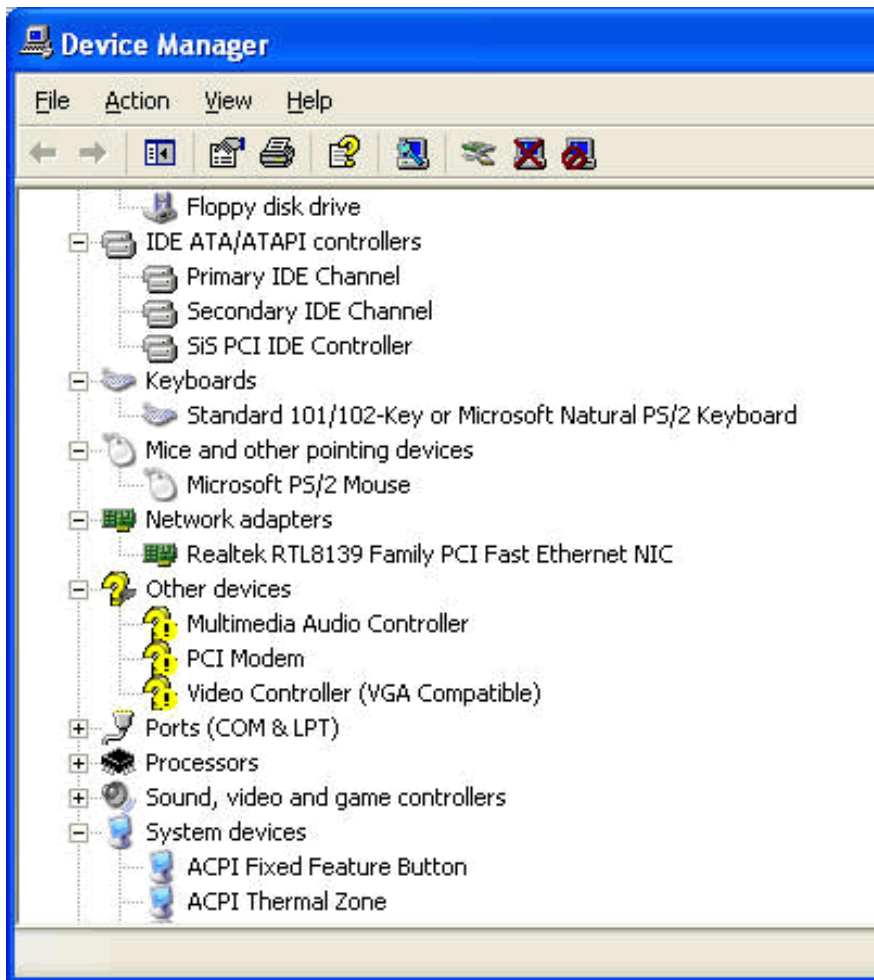 Device Manager
File Action View Help
Floppy disk drive
IDE ATA/ATAPI controllers
Primary IDE Channel
Secondary IDE Channel
SiS PCI IDE Controller
Keyboards
Standard 101/102-Key or Microsoft Natural PS/2 Keyboard
Mice and other pointing devices
Microsoft PS/2 Mouse
Network adapters
Realtek RTL8139 Family PCI Fast Ethernet NIC
Other devices
Multimedia Audio Controller
PCI Modem
Video Controller (VGA Compatible)
Ports (COM & LPT)
Processors
Sound, video and game controllers
System devices
ACPI Fixed Feature Button
ACPI Thermal Zone